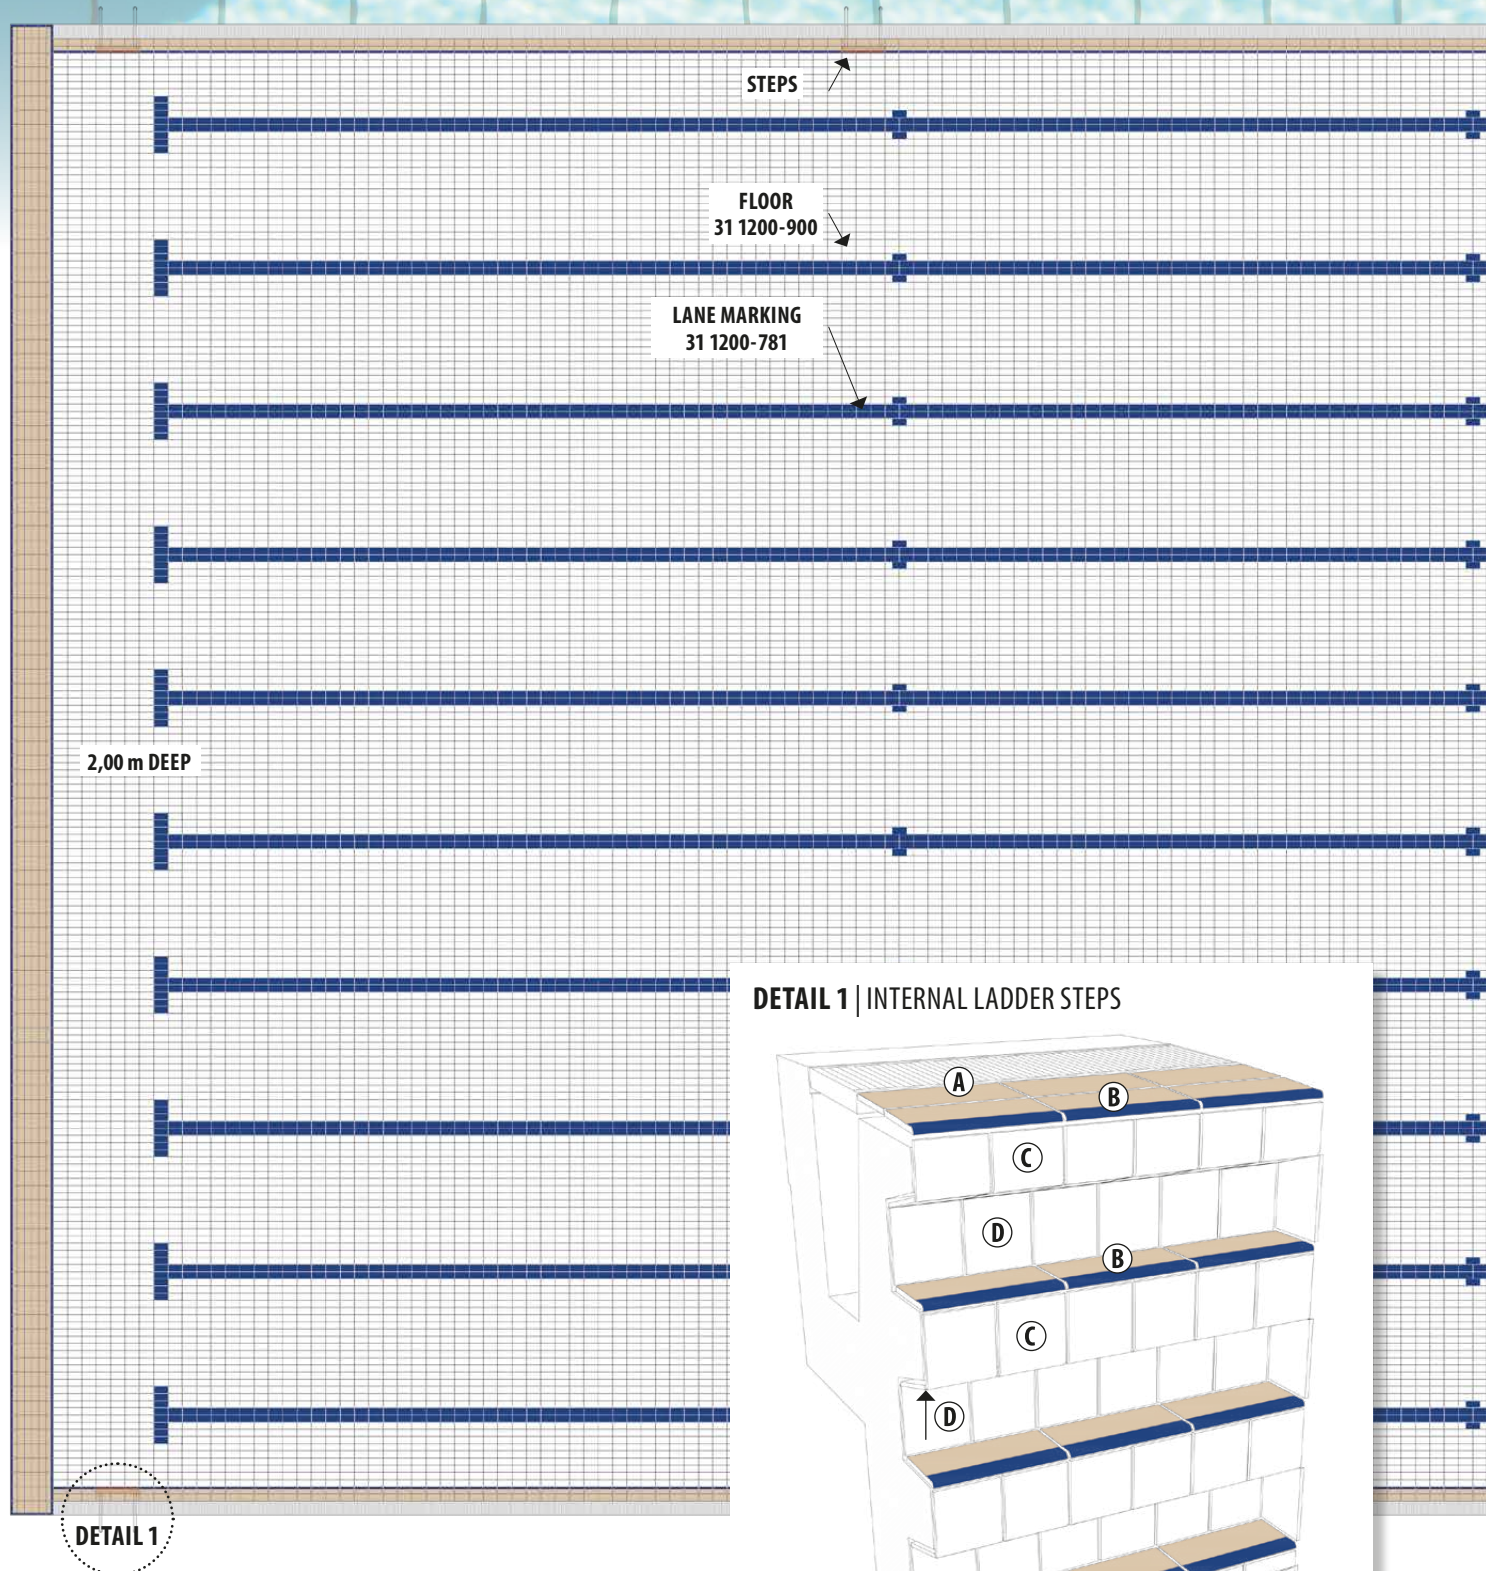 STEPS
FLOOR
31 1200-900
LANE MARKING
31 1200-781
2,00 m DEEP
DETAIL 1 | INTERNAL LADDER STEPS
A
B
C
D
B
C
D
DETAIL 1